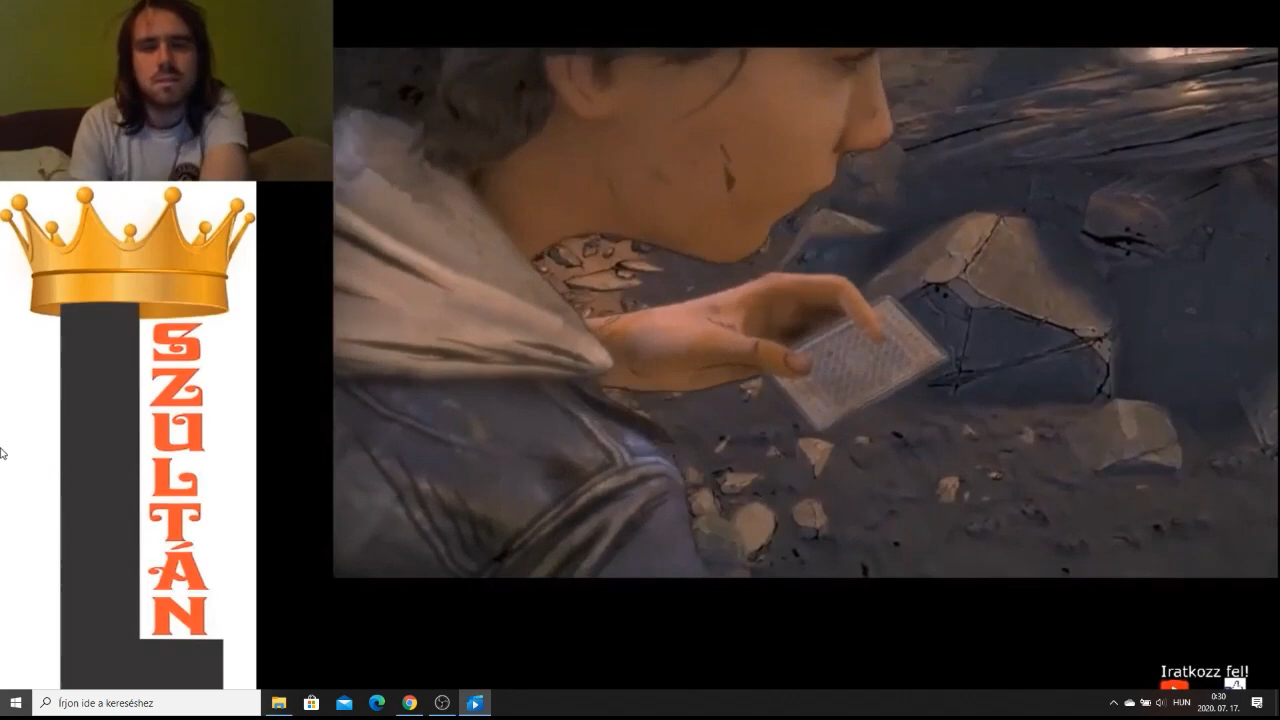 SZULTÁN
Iratkozz fel!
Írjon ide a kereséshez
HUN
0:30
2020. 07. 17.